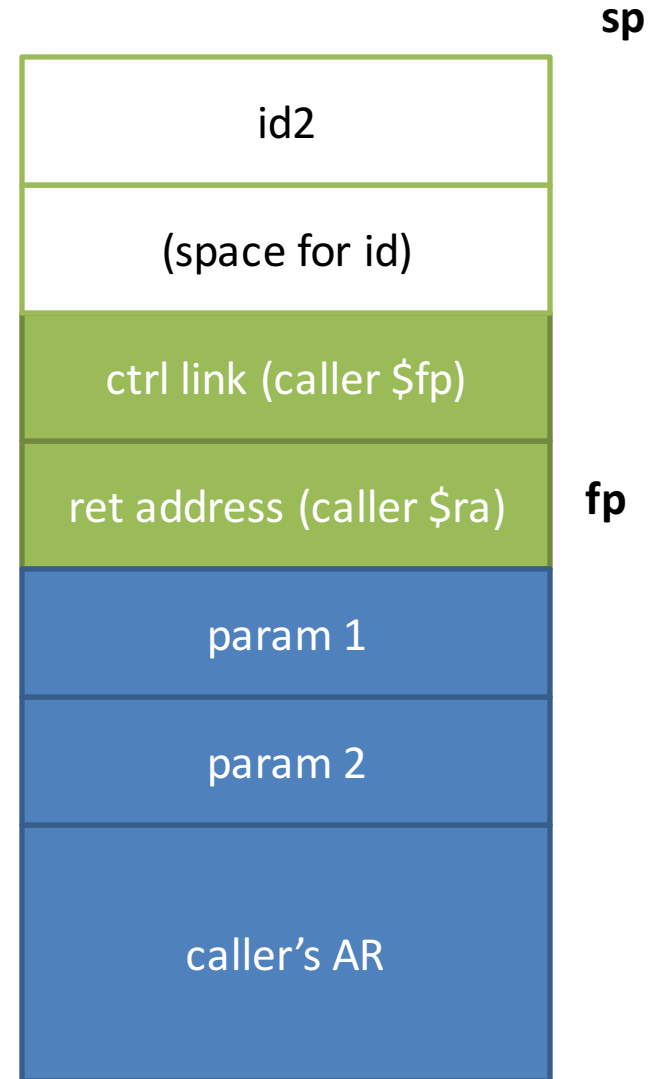 sp
id2
(space for id)
ctrl link (caller $fp)
ret address (caller $ra)
fp
param 1
param 2
caller’s AR